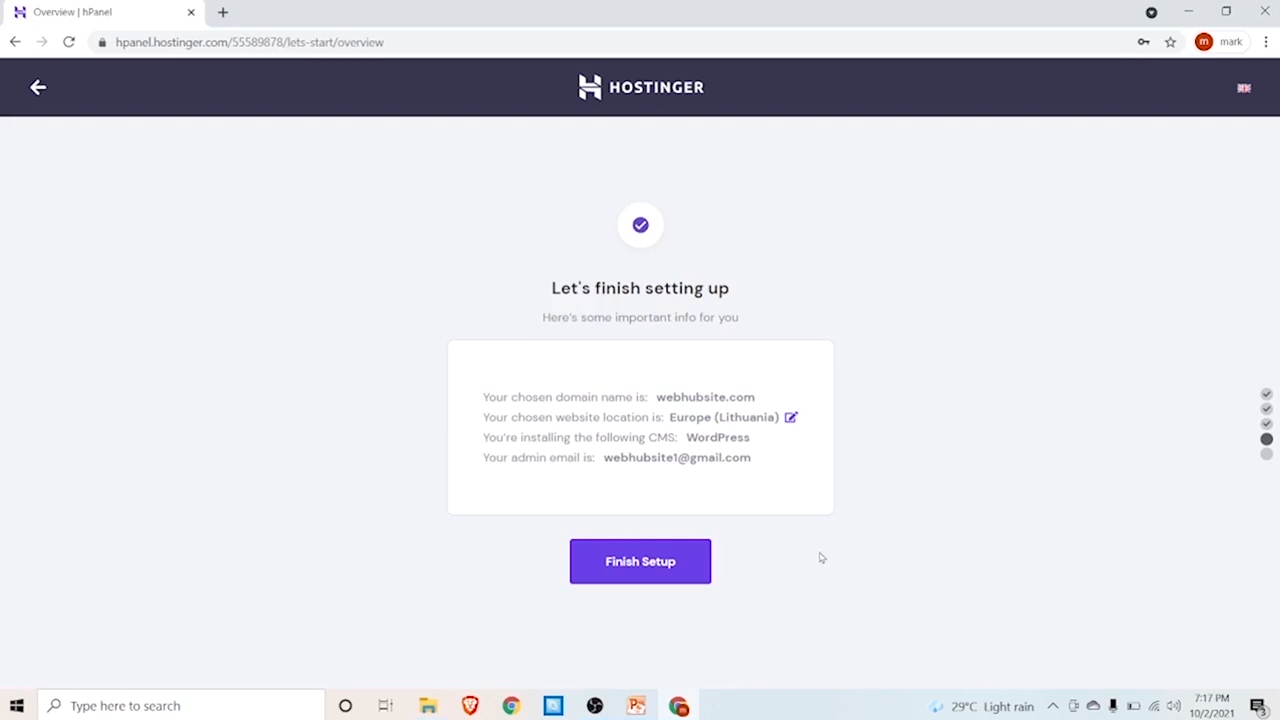 Overview | hPanel
hpanel.hostinger.com/55589878/lets-start/overview
m mark
HOSTINGER
Let's finish setting up
Here's some important info for you
Your chosen domain name is: webhubsite.com
Your chosen website location is: Europe (Lithuania)
You're installing the following CMS: WordPress
Your admin email is: webhubsite1@gmail.com
Finish Setup
Type here to search
29°C Light rain
7:17 PM
10/2/2021